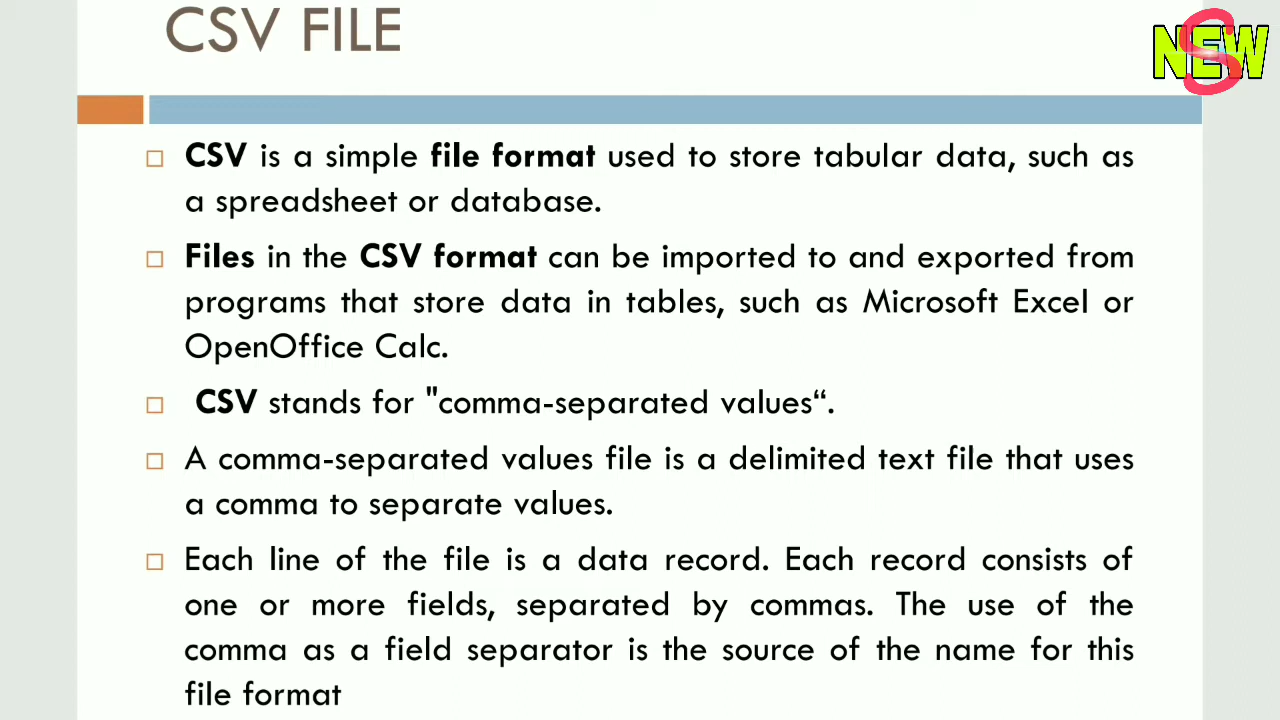 CSV FILE
NEW
S
CSV is a simple file format used to store tabular data, such as
a spreadsheet or database.
Files in the CSV format can be imported to and exported from
programs that store data in tables, such as Microsoft Excel or
OpenOffice Calc.
CSV stands for "comma-separated values“.
A comma-separated values file is a delimited text file that uses
a comma to separate values.
Each line of the file is a data record. Each record consists of
one or more fields, separated by commas. The use of the
comma as a field separator is the source of the name for this
file format